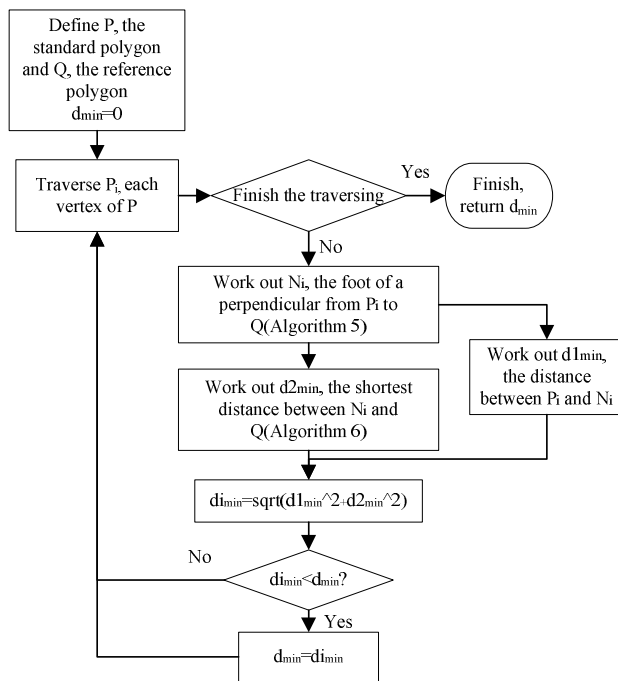 Define P, the
standard polygon
and Q, the reference
polygon
dmin=0
Traverse Pi, each
vertex of P
Finish the traversing
Yes
Finish,
return dmin
No
Work out Ni, the foot of a
perpendicular from Pi to
Q(Algorithm 5)
Work out d1min,
the distance
between Pi and Ni
Work out d2min, the shortest
distance between Ni and
Q(Algorithm 6)
dimin=sqrt(d1min^2+d2min^2)
No
dimin<dmin?
Yes
dmin=dimin